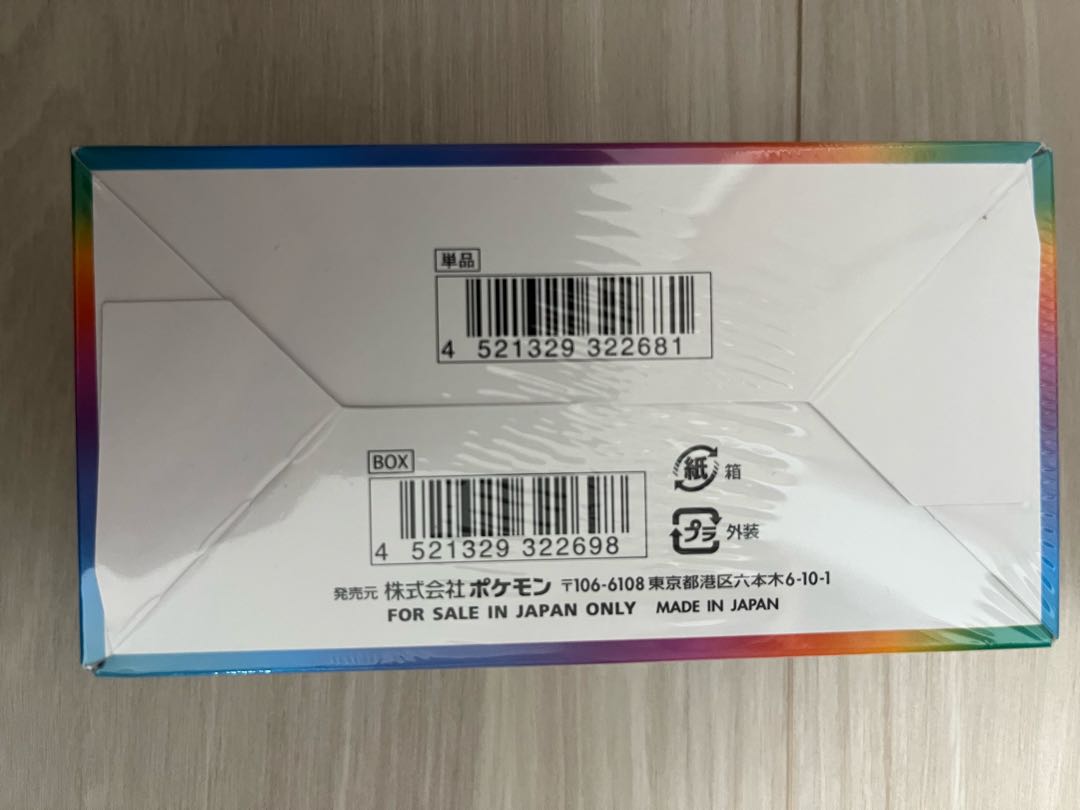 単品
4 521329 322681
BOX
4 521329 322698
紙 箱
プラ 外装
発売元 株式会社ポケモン 〒106-6108 東京都港区六本木6-10-1
FOR SALE IN JAPAN ONLY MADE IN JAPAN